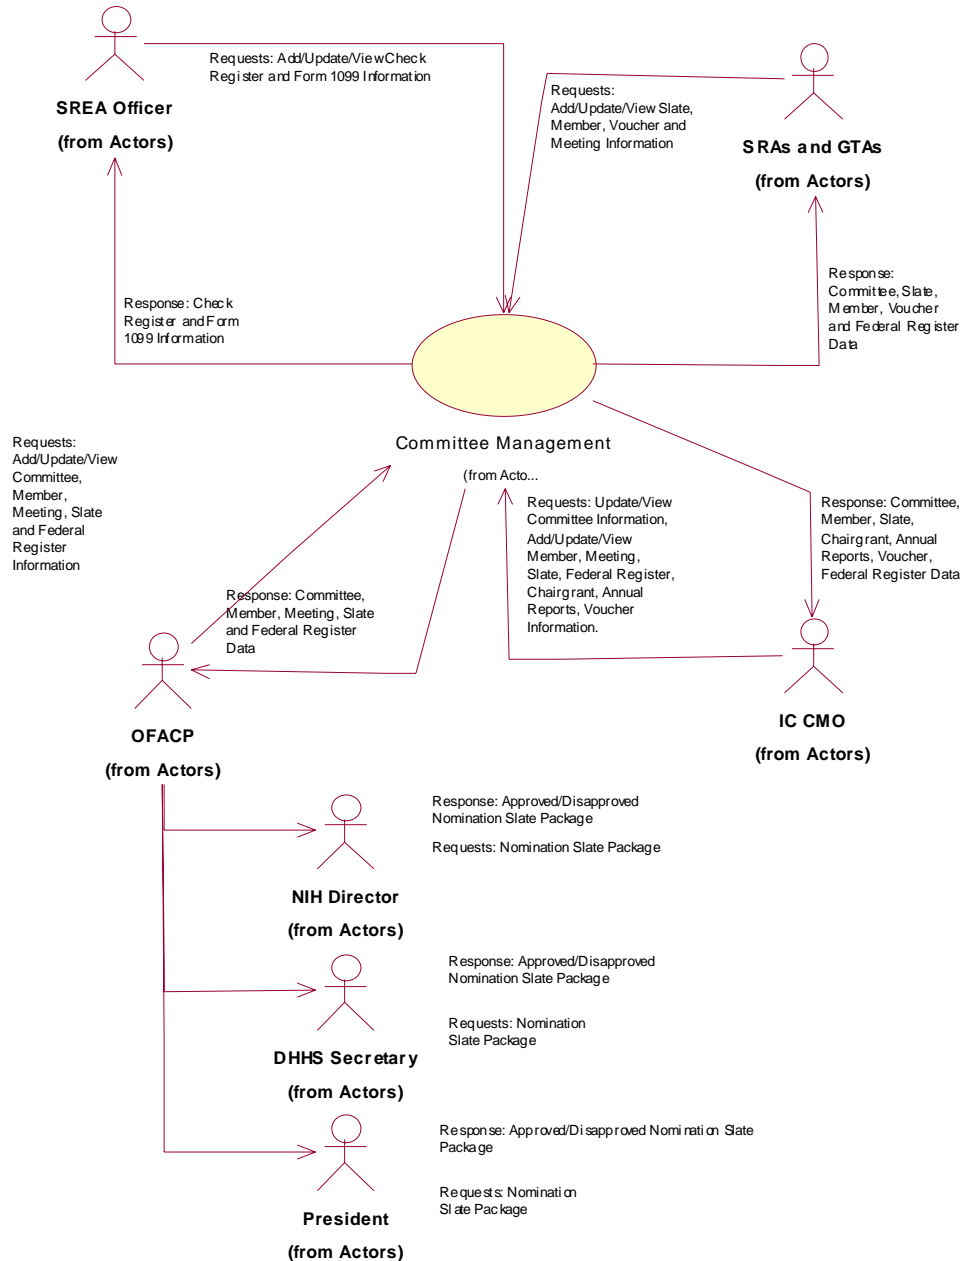 Requests: Add/Update/View Check
Register and Form 1099 Information
SREA Officer
(from Actors)
Requests:
Add/Update/View Slate,
Member, Voucher and
Meeting Information
SRAs and GTAs
(from Actors)
Response: Check
Register and Form
1099 Information
Response:
Committee, Slate,
Member, Voucher
and Federal Register
Data
Committee Management
(from Acto...
Requests:
Add/Update/View
Committee,
Member,
Meeting, Slate
and Federal
Register
Information
Requests: Update/View
Committee Information,
Add/Update/View
Member, Meeting,
Slate, Federal Register,
Chairgrant, Annual
Reports, Voucher
Information.
Response: Committee,
Member, Slate,
Chairgrant, Annual
Reports, Voucher,
Federal Register Data
Response: Committee,
Member, Meeting, Slate
and Federal Register
Data
OFACP
(from Actors)
IC CMO
(from Actors)
Response: Approved/Disapproved
Nomination Slate Package
Requests: Nomination Slate Package
NIH Director
(from Actors)
Response: Approved/Disapproved
Nomination Slate Package
Requests: Nomination
Slate Package
DHHS Secretary
(from Actors)
Response: Approved/Disapproved Nomination Slate
Package
Requests: Nomination
Slate Package
President
(from Actors)